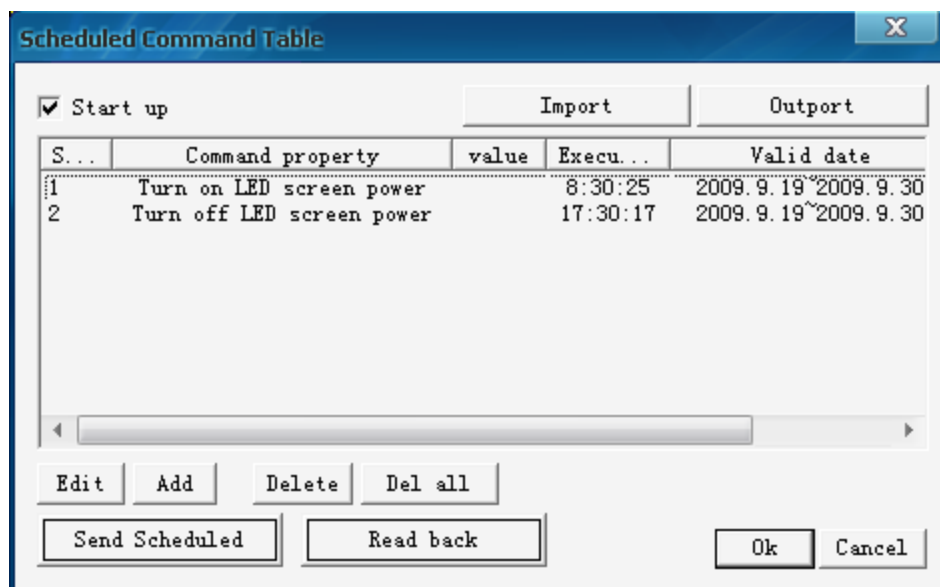 Scheduled Command Table
Start up Import Outport
S... Command property value Execu... Valid date
1 Turn on LED screen power 8:30:25 2009.9.19~2009.9.30
2 Turn off LED screen power 17:30:17 2009.9.19~2009.9.30
Edit Add Delete Del all
Send Scheduled Read back Ok Cancel